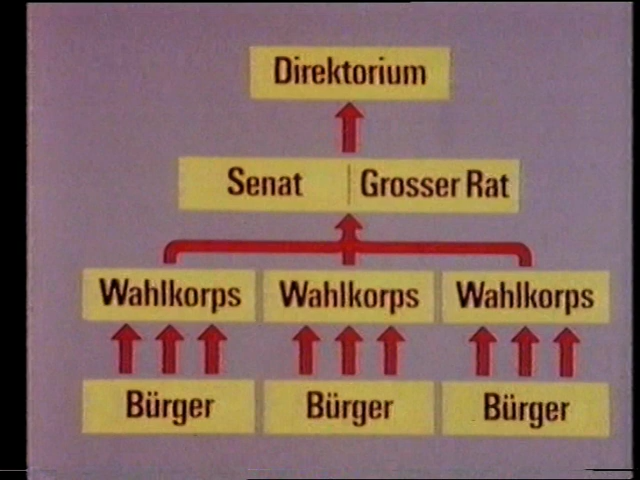 Direktorium
Senat Grosser Rat
Wahlkorps Wahlkorps Wahlkorps
Bürger Bürger Bürger